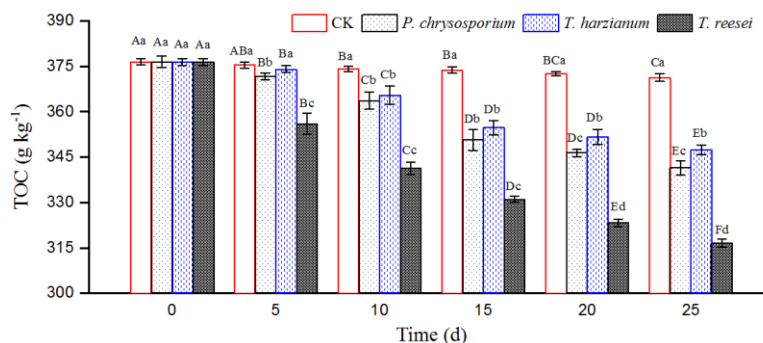 CK P. chrysosporium T. harzianum T. reesei
390
375
360
345
330
315
300
TOC (g kg⁻¹)
Aa Aa Aa Aa
ABa Bb Ba Bc
Ba Cb Cb Cc
Ba Db Db Dc
BCa Dc Db Ed
Ca Ec Eb Fd
0 5 10 15 20 25
Time (d)